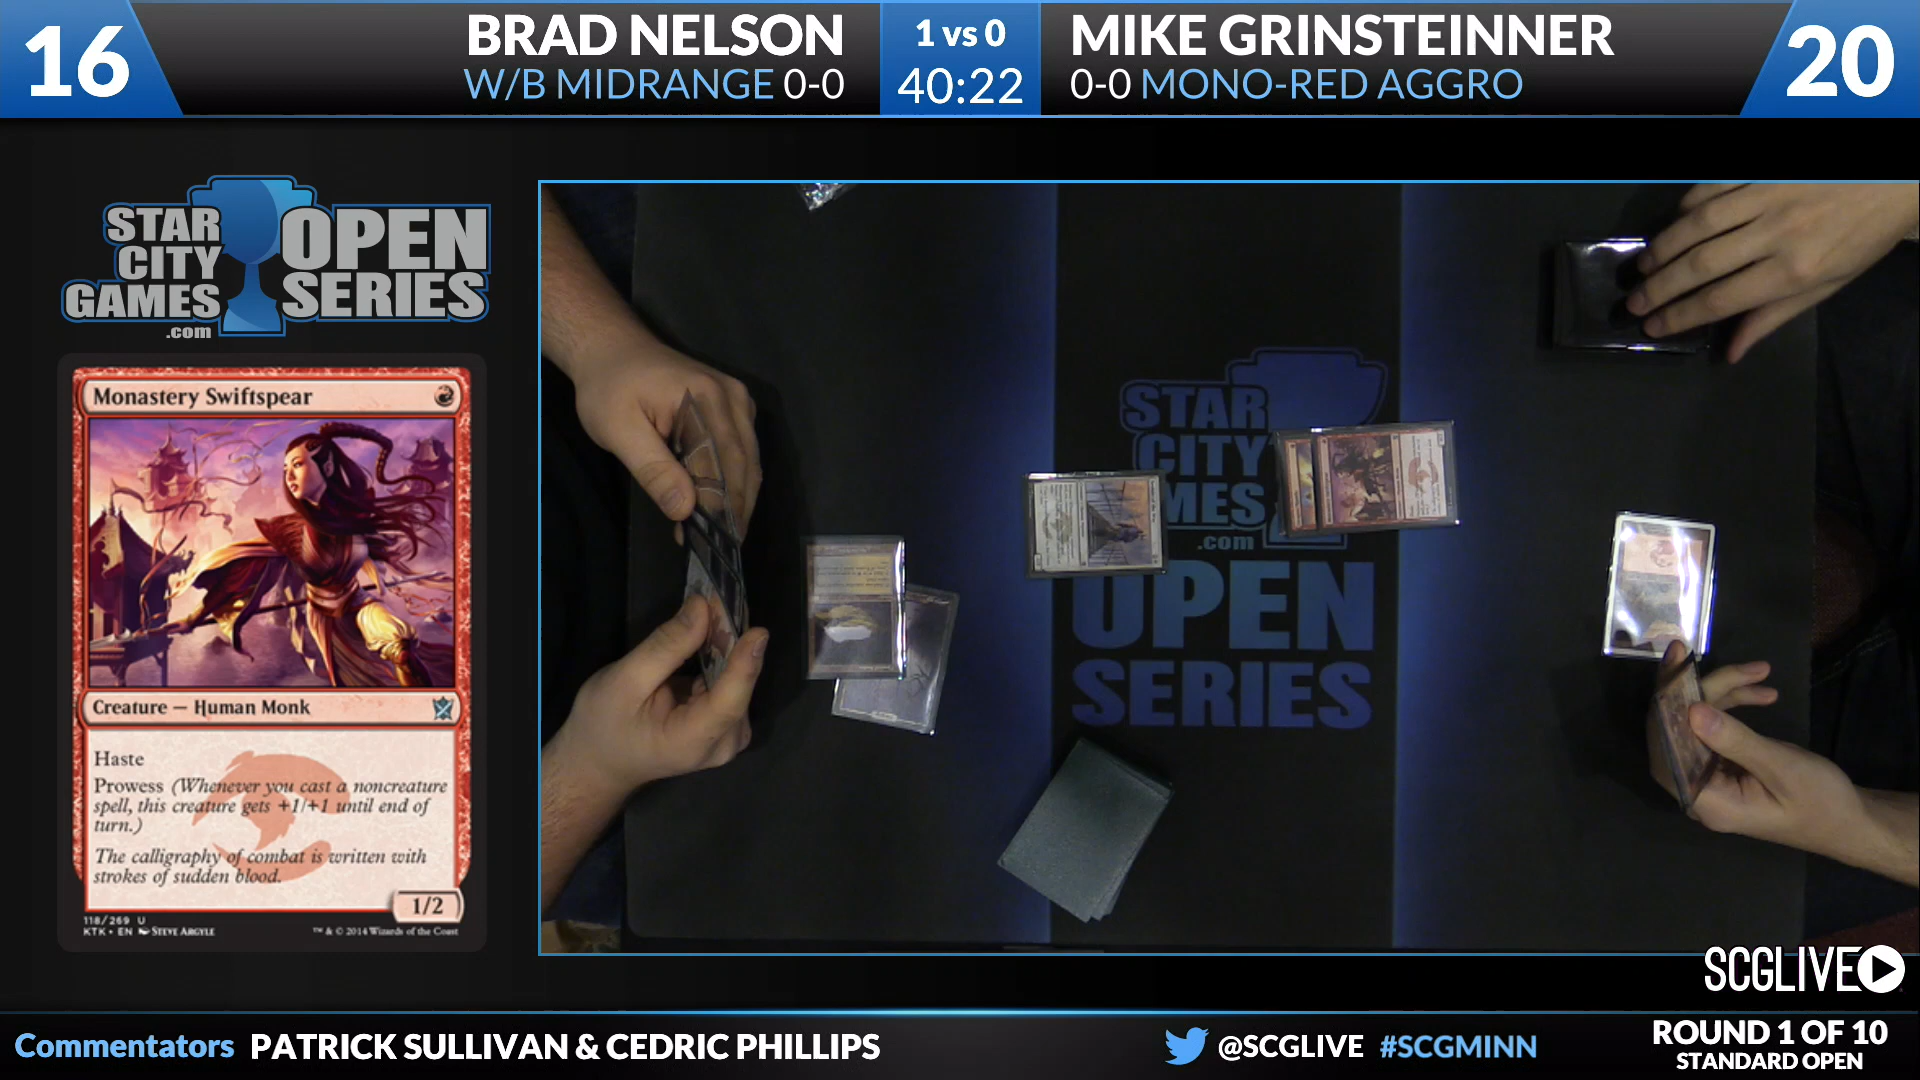 16
BRAD NELSON
W/B MIDRANGE 0-0
1 vs 0
40:22
MIKE GRINSTEINNER
0-0 MONO-RED AGGRO
20
STAR
CITY
GAMES
.com
OPEN
SERIES
Monastery Swiftspear
Creature — Human Monk
Haste
Prowess (Whenever you cast a noncreature
spell, this creature gets +1/+1 until end of
turn.)
The calligraphy of combat is written with
strokes of sudden blood.
1/2
118/269 U
KTK • EN STEVE ARGYLE
™ & © 2014 Wizards of the Coast
STAR
CITY
MES
.com
OPEN
SERIES
SCGLIVE
Commentators PATRICK SULLIVAN & CEDRIC PHILLIPS
@SCGLIVE #SCGMINN
ROUND 1 OF 10
STANDARD OPEN